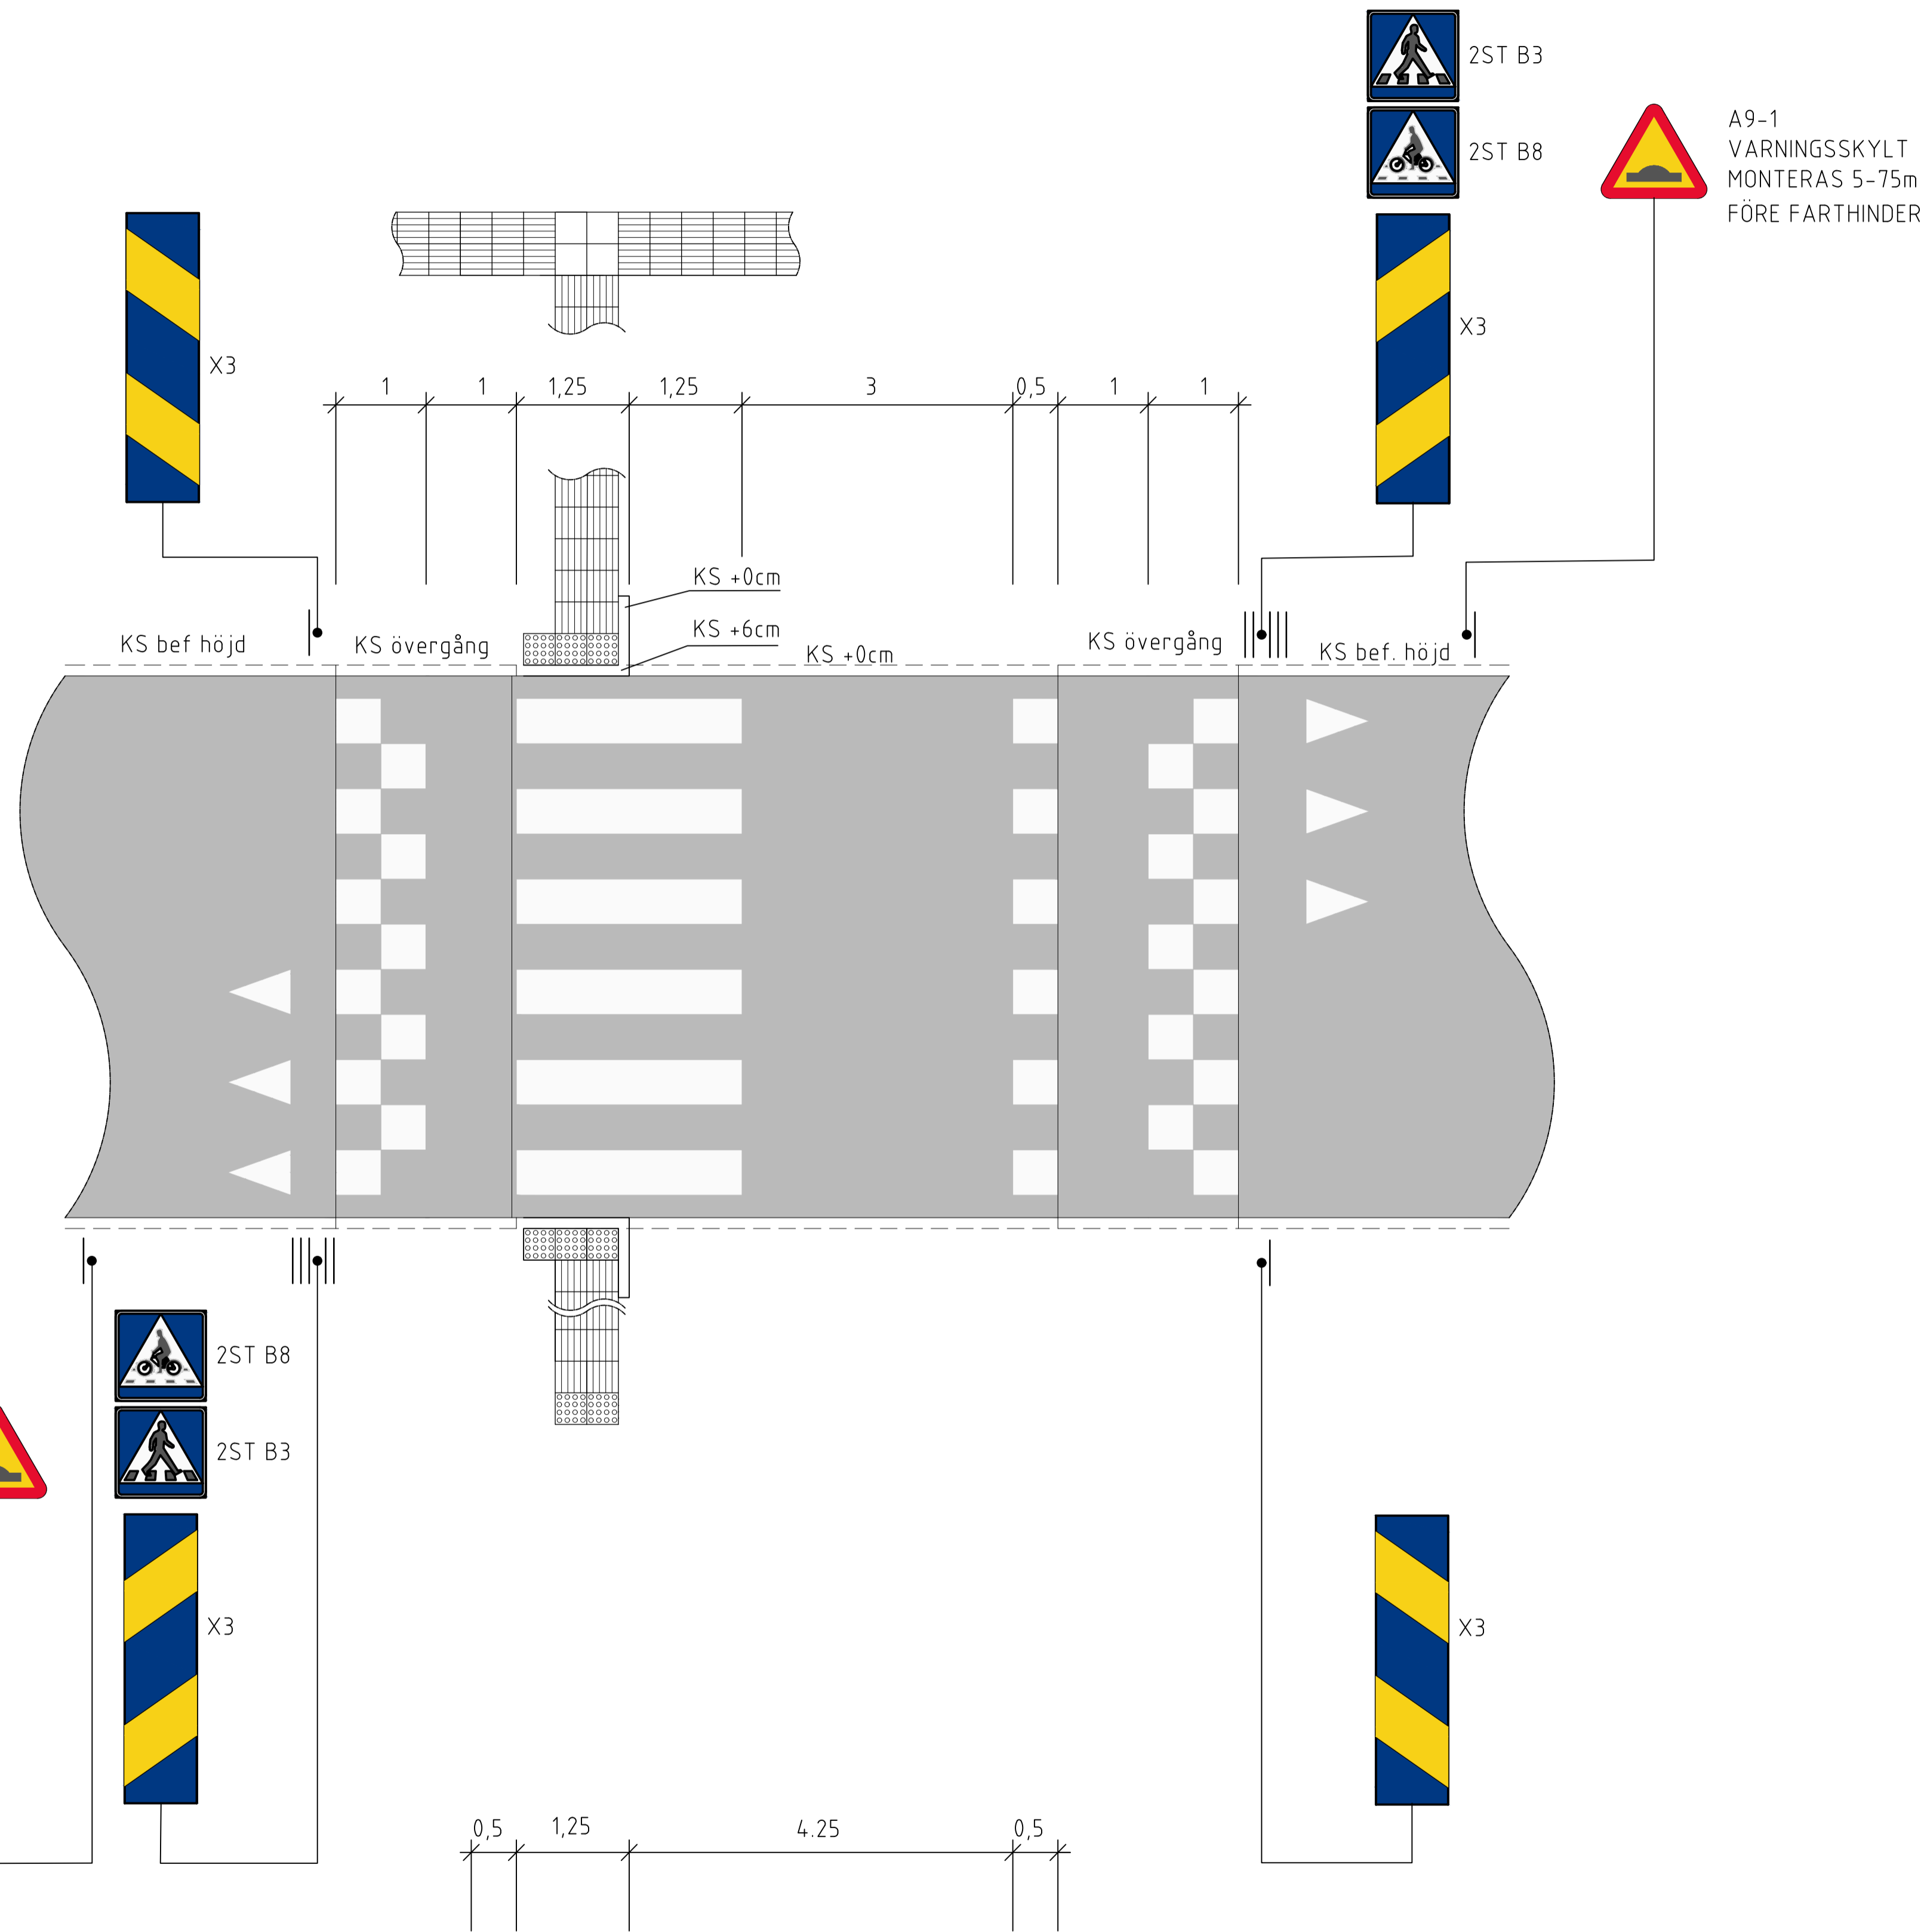 2ST B3
2ST B8
A9-1
VARNINGSSKYLT
MONTERAS 5-75m
FÖRE FARTHINDER
X3
X3
1 1 1,25 1,25 3 0,5 1 1
KS +0cm
KS +6cm
KS bef höjd
KS övergång
KS +0cm
KS övergång
KS bef. höjd
2ST B8
2ST B3
X3
X3
0,5 1,25 4.25 0,5